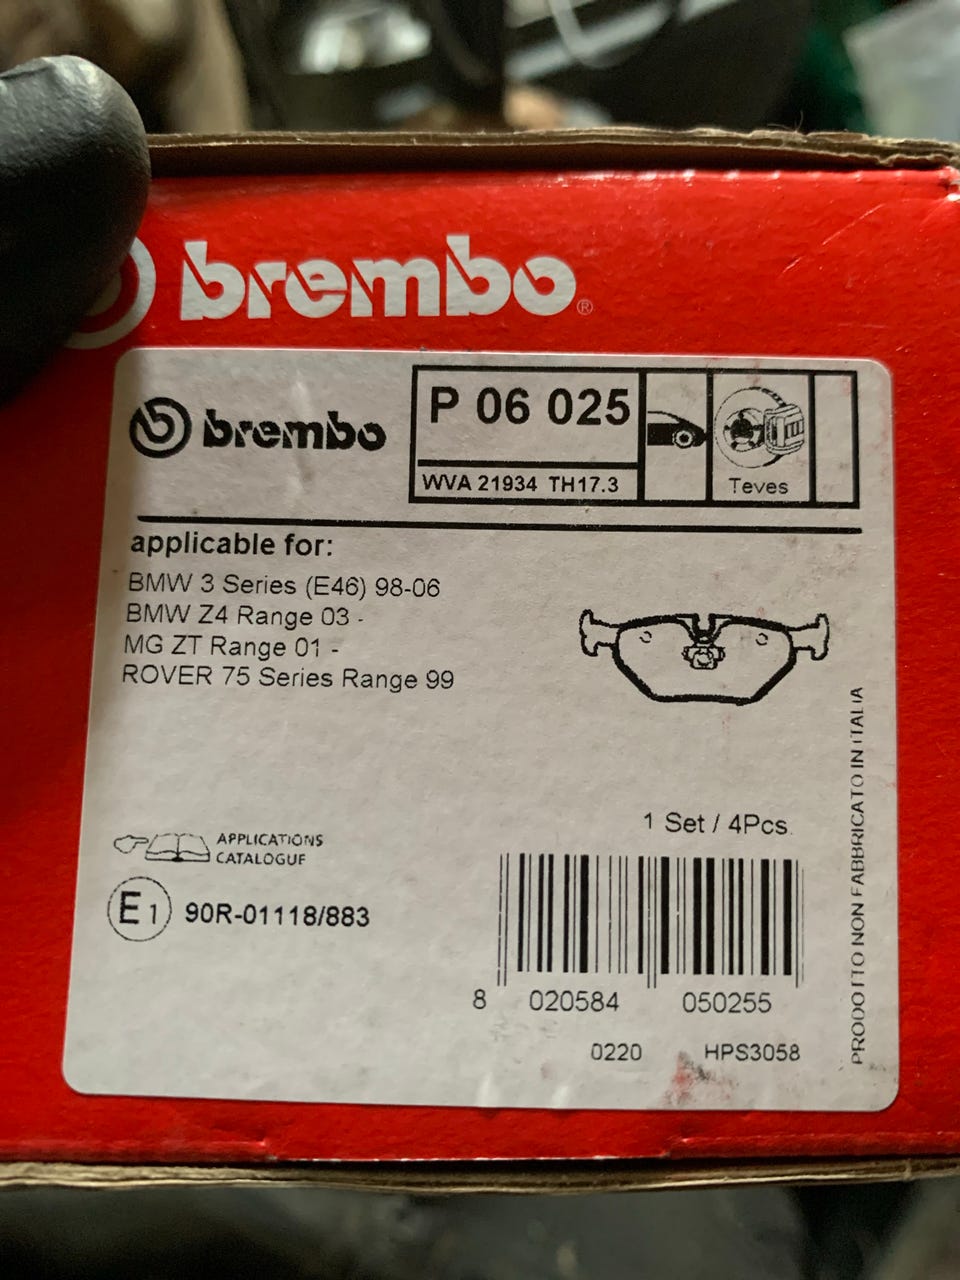 brembo®
brembo
P 06 025
WVA 21934 TH17.3
Teves
applicable for:
BMW 3 Series (E46) 98-06
BMW Z4 Range 03 -
MG ZT Range 01 -
ROVER 75 Series Range 99
1 Set / 4Pcs.
APPLICATIONS
CATALOGUE
E1 90R-01118/883
8 020584 050255
0220 HPS3058
PRODOTTO NON FABBRICATO IN ITALIA